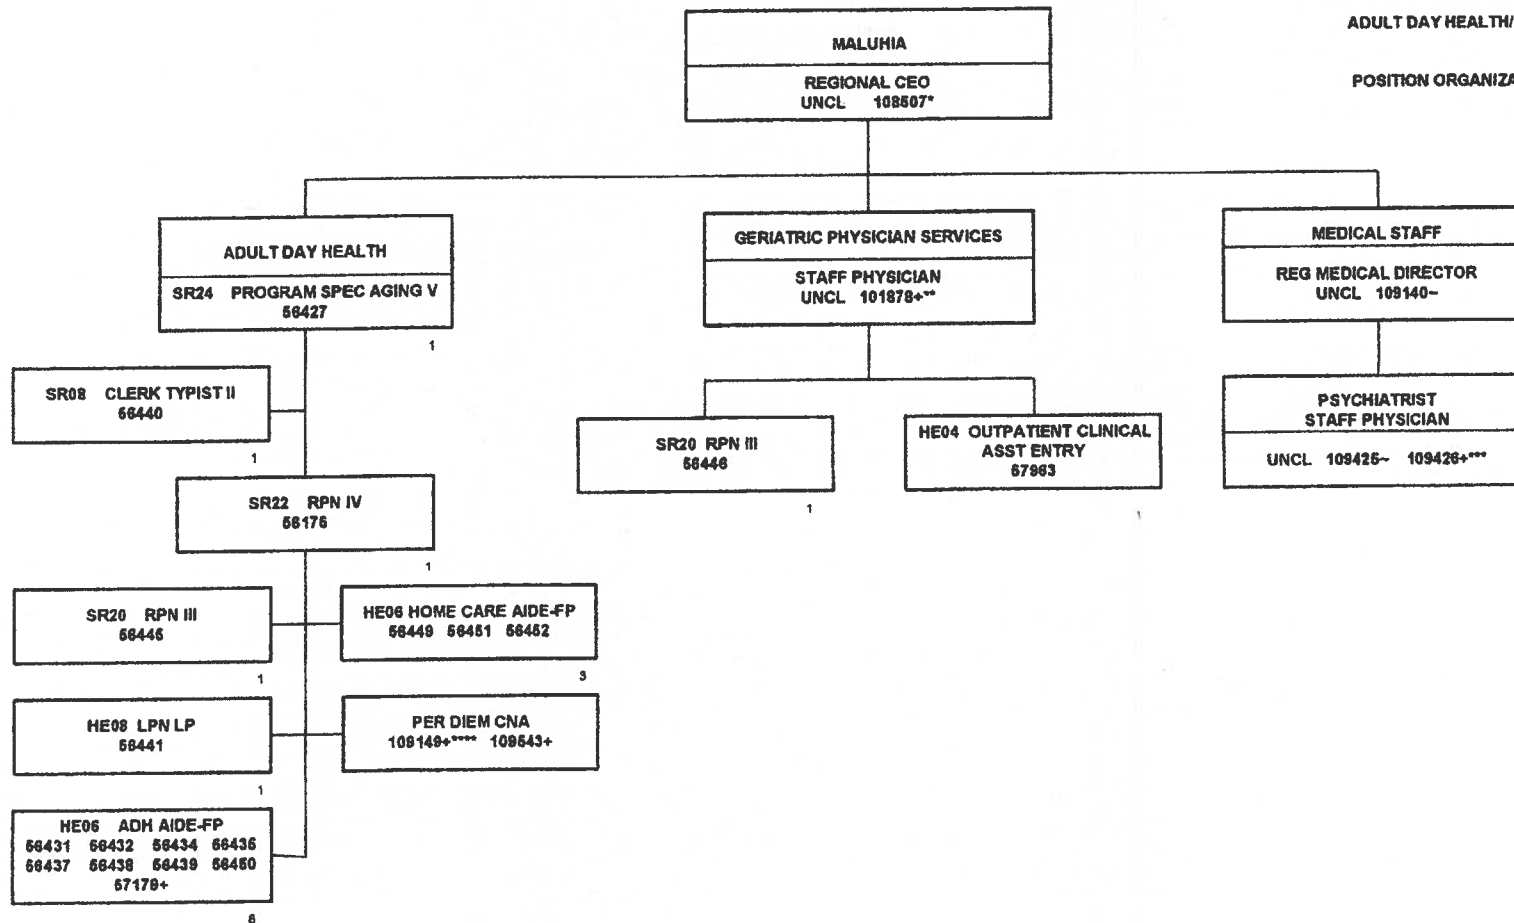 ADULT DAY HEALTH/
POSITION ORGANIZA
MALUHIA
REGIONAL CEO
UNCL 108507*
ADULT DAY HEALTH
SR24 PROGRAM SPEC AGING V
56427
1
GERIATRIC PHYSICIAN SERVICES
STAFF PHYSICIAN
UNCL 101878+**
MEDICAL STAFF
REG MEDICAL DIRECTOR
UNCL 109140~
SR08 CLERK TYPIST II
56440
1
SR20 RPN III
56446
1
HE04 OUTPATIENT CLINICAL
ASST ENTRY
57963
1
PSYCHIATRIST
STAFF PHYSICIAN
UNCL 109425~ 109426+***
SR22 RPN IV
56176
1
SR20 RPN III
56445
1
HE06 HOME CARE AIDE-FP
56449 56451 56452
3
HE08 LPN LP
56441
1
PER DIEM CNA
109149+**** 109543+
HE06 ADH AIDE-FP
56431 56432 56434 56435
56437 56438 56439 56450
57179+
8